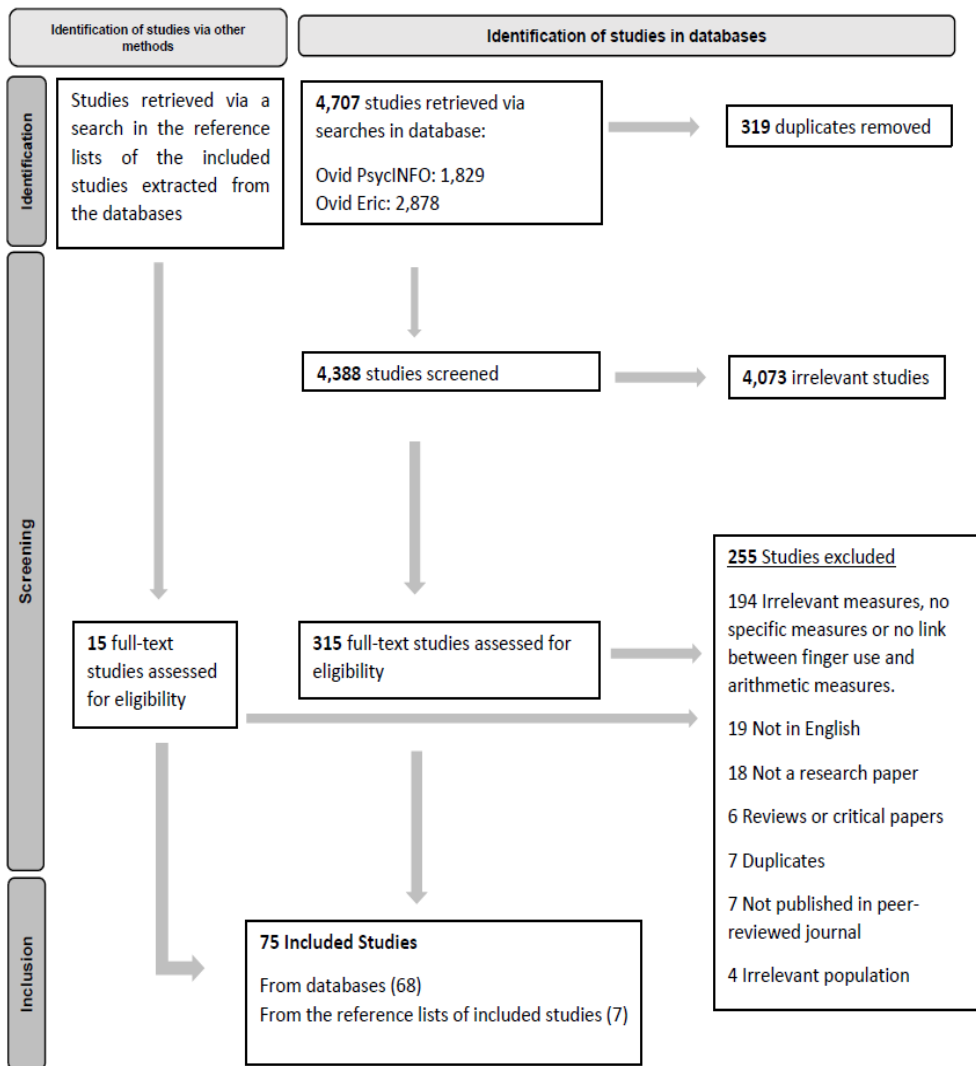 Identification of studies via other
methods
Identification of studies in databases
Identification
Studies retrieved via a
search in the reference
lists of the included
studies extracted from
the databases
4,707 studies retrieved via
searches in database:
Ovid PsycINFO: 1,829
Ovid Eric: 2,878
319 duplicates removed
Screening
4,388 studies screened
4,073 irrelevant studies
15 full-text
studies assessed
for eligibility
315 full-text studies assessed for
eligibility
255 Studies excluded
194 Irrelevant measures, no
specific measures or no link
between finger use and
arithmetic measures.
19 Not in English
18 Not a research paper
6 Reviews or critical papers
7 Duplicates
7 Not published in peer-
reviewed journal
4 Irrelevant population
Inclusion
75 Included Studies
From databases (68)
From the reference lists of included studies (7)